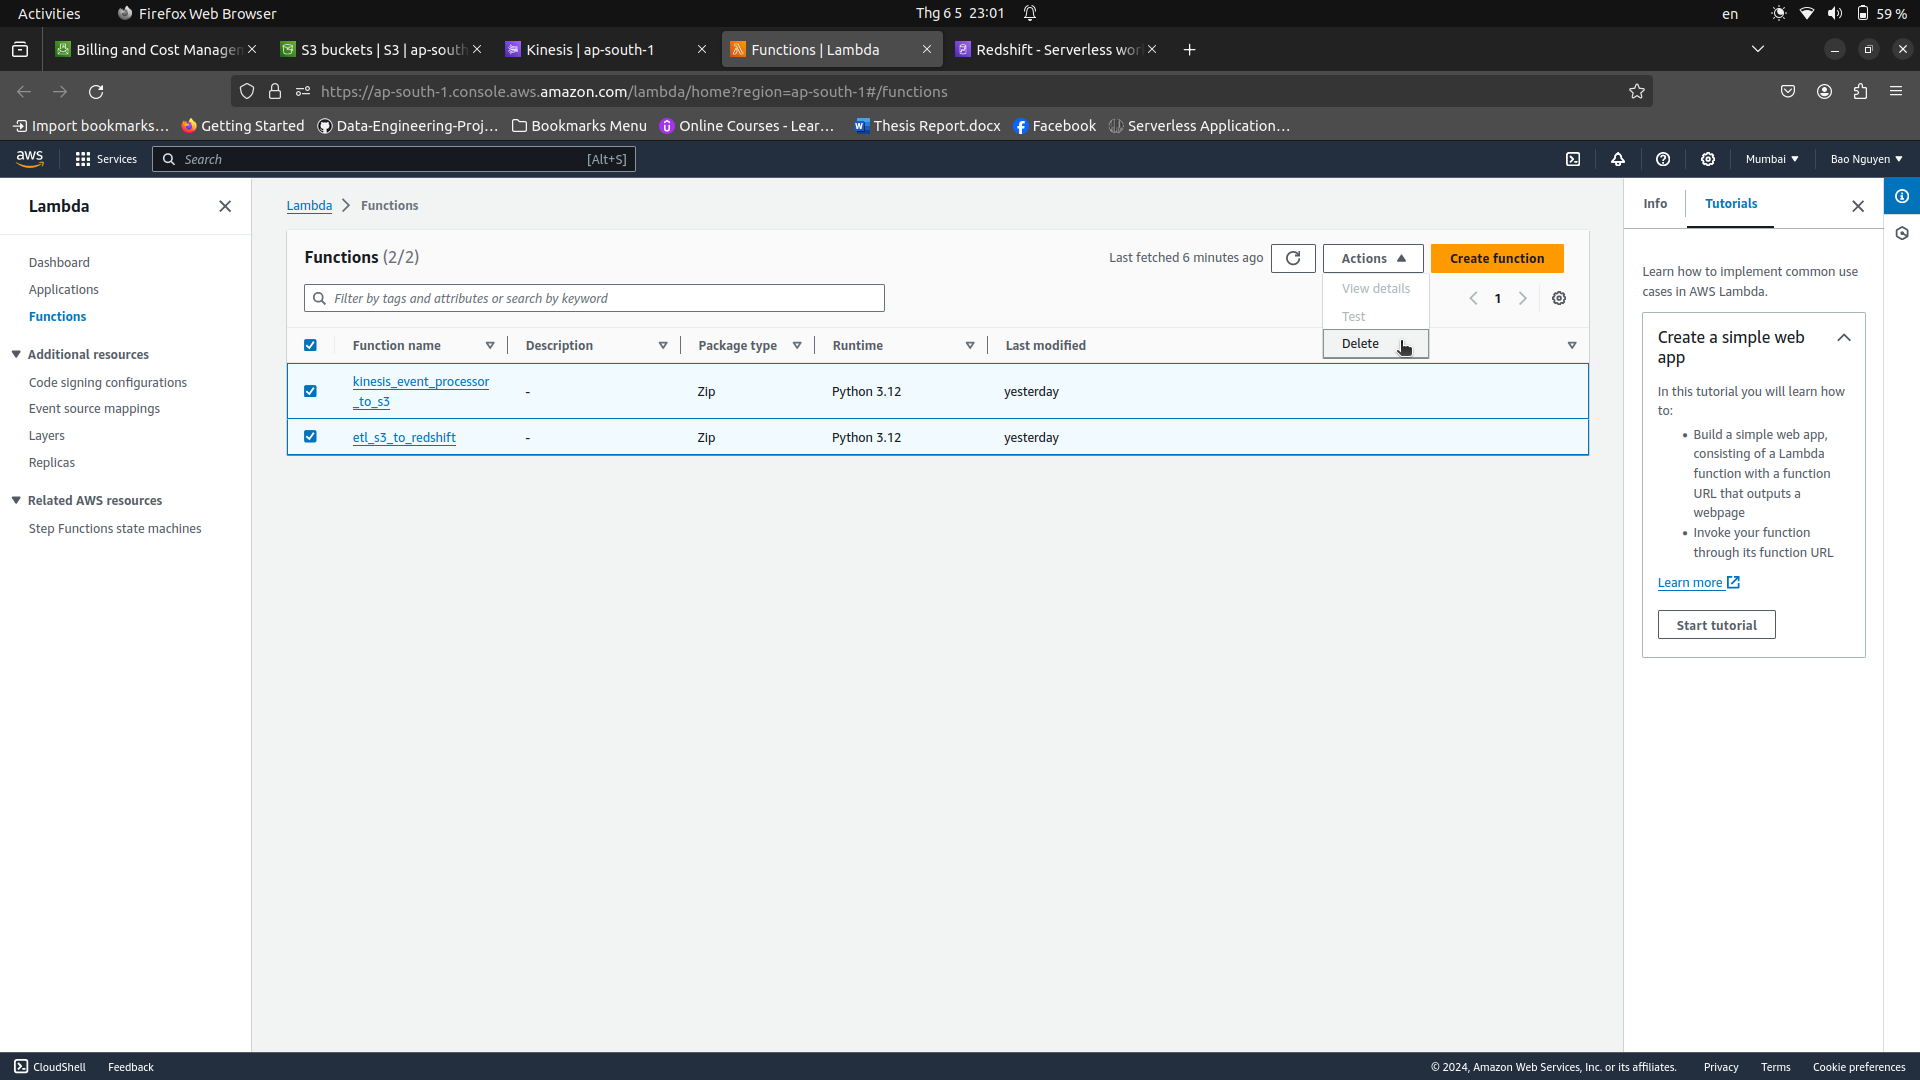 Activities
Firefox Web Browser
Thg 6 5 23:01
en
59 %
Billing and Cost Managen
S3 buckets | S3 | ap-south
Kinesis | ap-south-1
Functions | Lambda
Redshift - Serverless wor
https://ap-south-1.console.aws.amazon.com/lambda/home?region=ap-south-1#/functions
Import bookmarks…
Getting Started
Data-Engineering-Proj…
Bookmarks Menu
Online Courses - Lear…
Thesis Report.docx
Facebook
Serverless Application…
aws
Services
Search
[Alt+S]
Mumbai
Bao Nguyen
Lambda
Dashboard
Applications
Functions
Additional resources
Code signing configurations
Event source mappings
Layers
Replicas
Related AWS resources
Step Functions state machines
Lambda
Functions
Functions (2/2)
Last fetched 6 minutes ago
Actions
Create function
Filter by tags and attributes or search by keyword
View details
Test
Delete
1
Function name
Description
Package type
Runtime
Last modified
kinesis_event_processor
_to_s3
-
Zip
Python 3.12
yesterday
etl_s3_to_redshift
-
Zip
Python 3.12
yesterday
Info
Tutorials
Learn how to implement common use
cases in AWS Lambda.
Create a simple web
app
In this tutorial you will learn how
to:
• Build a simple web app,
consisting of a Lambda
function with a function
URL that outputs a
webpage
• Invoke your function
through its function URL
Learn more
Start tutorial
CloudShell
Feedback
© 2024, Amazon Web Services, Inc. or its affiliates.
Privacy
Terms
Cookie preferences